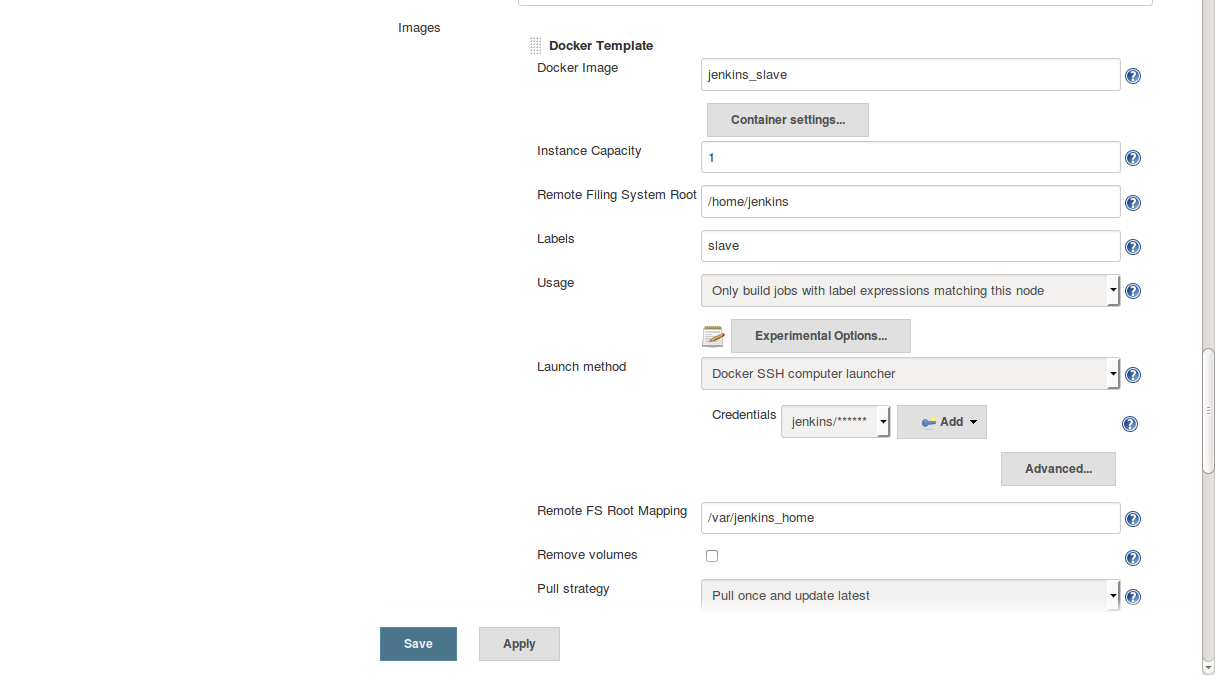 Images
Docker Template
Docker Image jenkins_slave
Container settings...
Instance Capacity 1
Remote Filing System Root /home/jenkins
Labels slave
Usage Only build jobs with label expressions matching this node
Experimental Options...
Launch method Docker SSH computer launcher
Credentials jenkins/****** Add
Advanced...
Remote FS Root Mapping /var/jenkins_home
Remove volumes
Pull strategy Pull once and update latest
Save Apply